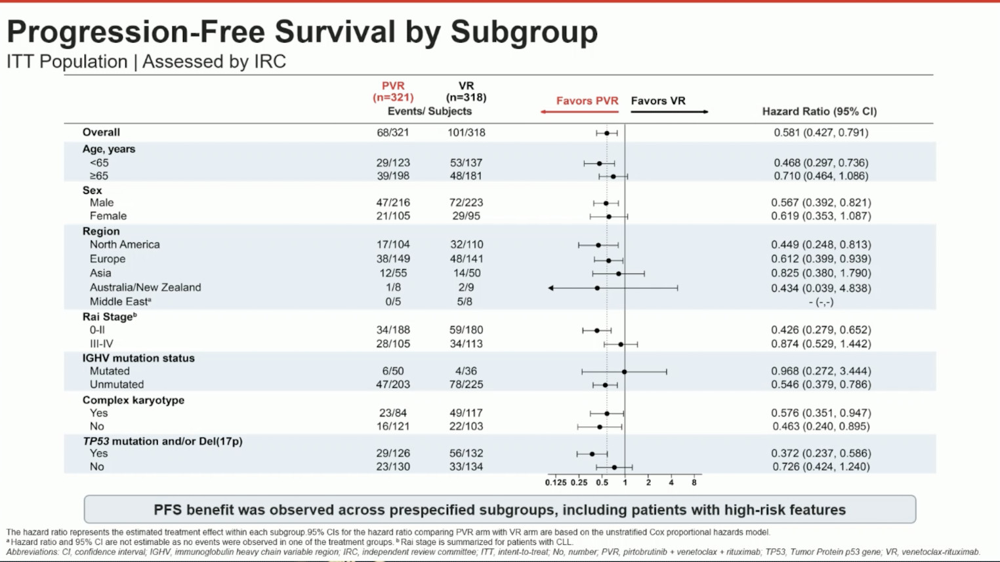 Progression-Free Survival by Subgroup
ITT Population | Assessed by IRC
PVR (n=321) VR (n=318)
Events/ Subjects
Favors PVR Favors VR
Hazard Ratio (95% CI)
Overall 68/321 101/318 0.581 (0.427, 0.791)
Age, years
<65 29/123 53/137 0.468 (0.297, 0.736)
≥65 39/198 48/181 0.710 (0.464, 1.086)
Sex
Male 47/216 72/223 0.567 (0.392, 0.821)
Female 21/105 29/95 0.619 (0.353, 1.087)
Region
North America 17/104 32/110 0.449 (0.248, 0.813)
Europe 38/149 48/141 0.612 (0.399, 0.939)
Asia 12/55 14/50 0.825 (0.380, 1.790)
Australia/New Zealand 1/8 2/9 0.434 (0.039, 4.838)
Middle Eastᵃ 0/5 5/8 - (-,-)
Rai Stageᵇ
0-II 34/188 59/180 0.426 (0.279, 0.652)
III-IV 28/105 34/113 0.874 (0.529, 1.442)
IGHV mutation status
Mutated 6/50 4/36 0.968 (0.272, 3.444)
Unmutated 47/203 78/225 0.546 (0.379, 0.786)
Complex karyotype
Yes 23/84 49/117 0.576 (0.351, 0.947)
No 16/121 22/103 0.463 (0.240, 0.895)
TP53 mutation and/or Del(17p)
Yes 29/126 56/132 0.372 (0.237, 0.586)
No 23/130 33/134 0.726 (0.424, 1.240)
0.125 0.25 0.5 1 2 4 8
PFS benefit was observed across prespecified subgroups, including patients with high-risk features
The hazard ratio represents the estimated treatment effect within each subgroup.95% CIs for the hazard ratio comparing PVR arm with VR arm are based on the unstratified Cox proportional hazards model.
ᵃ Hazard ratio and 95% CI are not estimable as no events were observed in one of the treatment groups. ᵇ Rai stage is summarized for patients with CLL.
Abbreviations: CI, confidence interval; IGHV, immunoglobulin heavy chain variable region; IRC, independent review committee; ITT, intent-to-treat; No, number; PVR, pirtobrutinib + venetoclax + rituximab; TP53, Tumor Protein p53 gene; VR, venetoclax-rituximab.